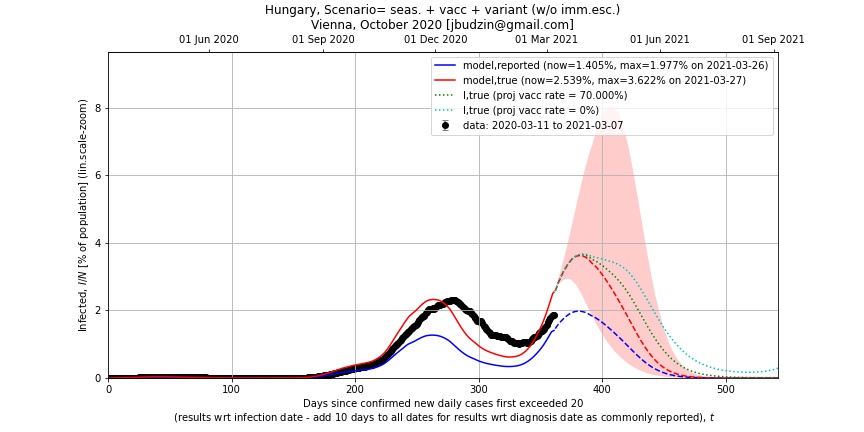 Hungary, Scenario= seas. + vacc + variant (w/o imm.esc.)
Vienna, October 2020 [jbudzin@gmail.com]
01 Jun 2020 01 Sep 2020 01 Dec 2020 01 Mar 2021 01 Jun 2021 01 Sep 2021
model,reported (now=1.405%, max=1.977% on 2021-03-26)
model,true (now=2.539%, max=3.622% on 2021-03-27)
I,true (proj vacc rate = 70.000%)
I,true (proj vacc rate = 0%)
data: 2020-03-11 to 2021-03-07
Infected, I/N [% of population] (lin.scale-zoom)
8
6
4
2
0
0 100 200 300 400 500
Days since confirmed new daily cases first exceeded 20
(results wrt infection date - add 10 days to all dates for results wrt diagnosis date as commonly reported), t